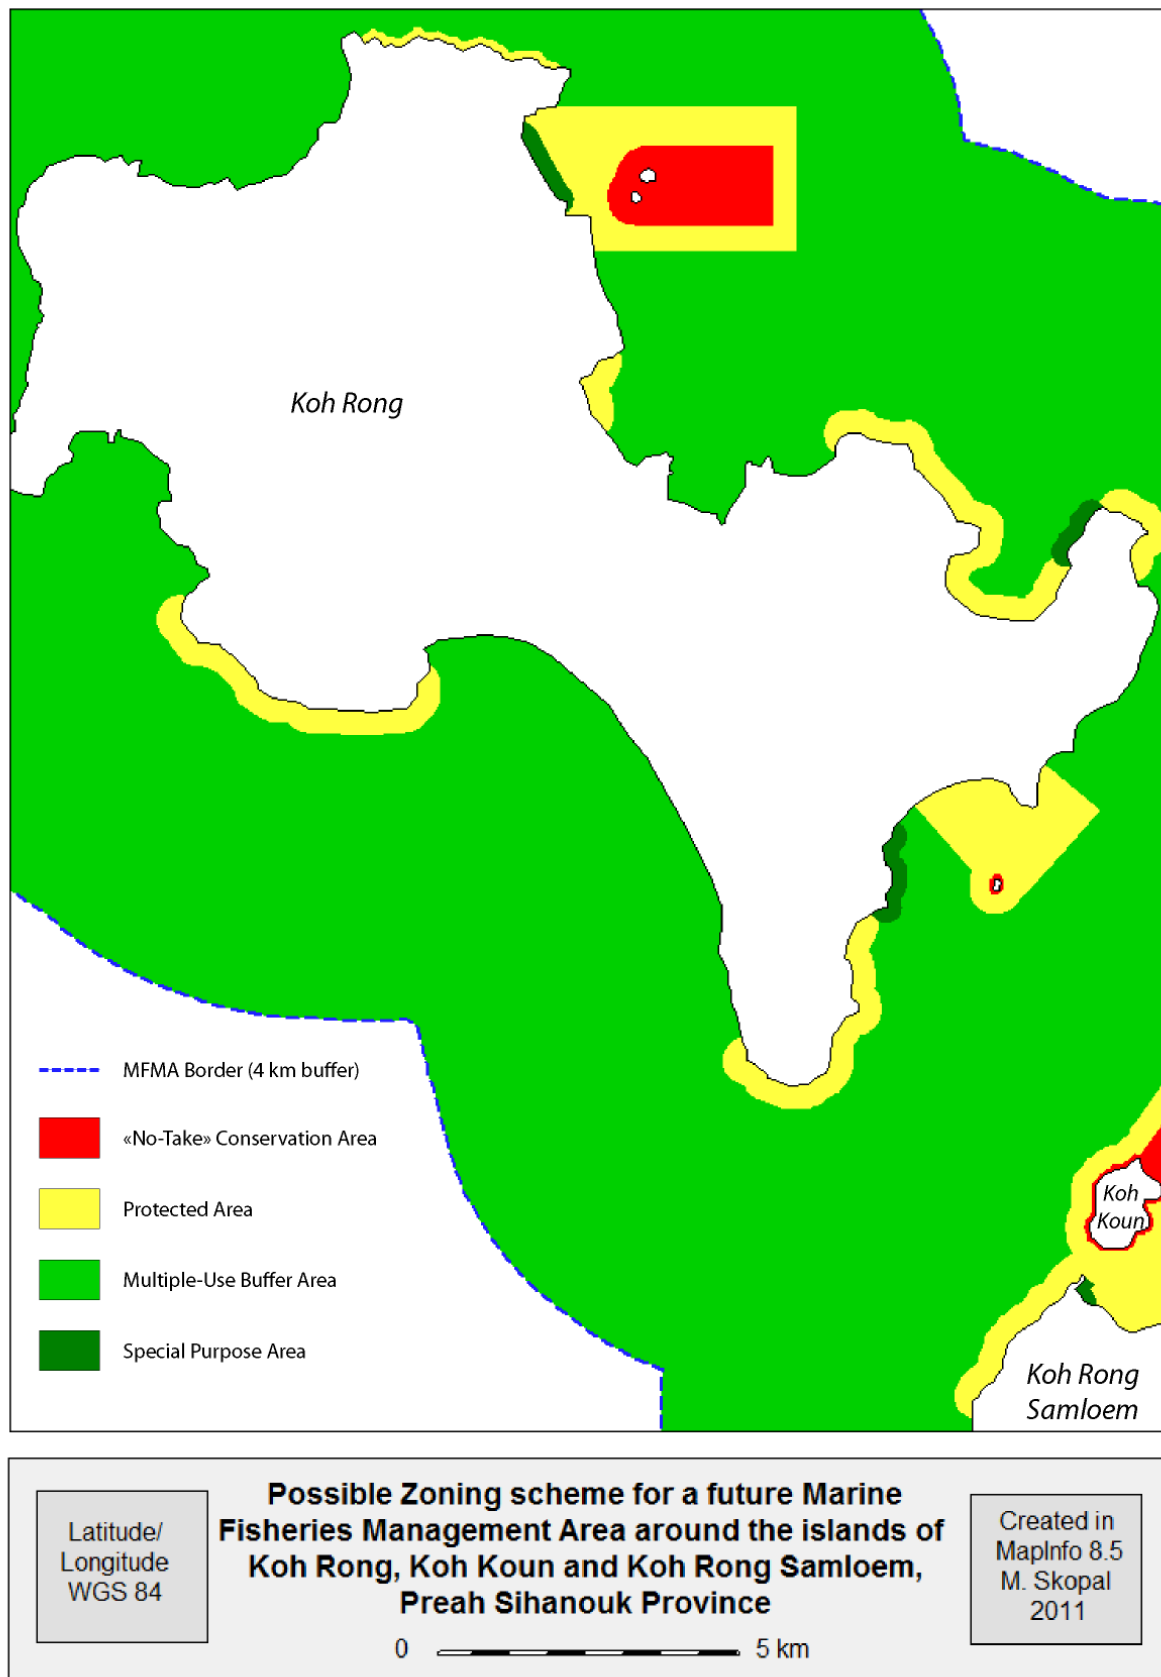 Koh Rong
MFMA Border (4 km buffer)
«No-Take» Conservation Area
Protected Area
Multiple-Use Buffer Area
Special Purpose Area
Koh
Koun
Koh Rong
Samloem
Latitude/
Longitude
WGS 84
Possible Zoning scheme for a future Marine
Fisheries Management Area around the islands of
Koh Rong, Koh Koun and Koh Rong Samloem,
Preah Sihanouk Province
0 5 km
Created in
MapInfo 8.5
M. Skopal
2011